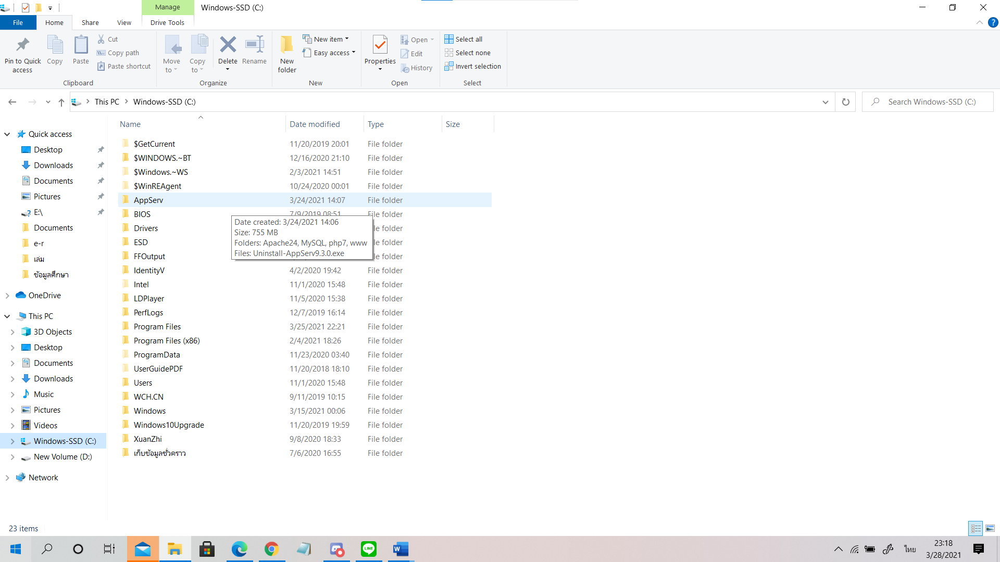 Manage
Windows-SSD (C:)
File
Home
Share
View
Drive Tools
Pin to Quick access
Copy
Paste
Cut
Copy path
Paste shortcut
Clipboard
Move to
Copy to
Delete
Rename
Organize
New folder
New item
Easy access
New
Properties
Open
Edit
History
Open
Select all
Select none
Invert selection
Select
This PC
Windows-SSD (C:)
Search Windows-SSD (C:)
Quick access
Desktop
Downloads
Documents
Pictures
E:\
Documents
e-r
เล่ม
ข้อมูลศึกษา
OneDrive
This PC
3D Objects
Desktop
Documents
Downloads
Music
Pictures
Videos
Windows-SSD (C:)
New Volume (D:)
Network
Name Date modified Type Size
$GetCurrent 11/20/2019 20:01 File folder
$WINDOWS.~BT 12/16/2020 21:10 File folder
$Windows.~WS 2/3/2021 14:51 File folder
$WinREAgent 10/24/2020 00:01 File folder
AppServ 3/24/2021 14:07 File folder
BIOS 7/9/2019 08:51 File folder
Drivers le folder
ESD le folder
FFOutput le folder
IdentityV 4/2/2020 19:42 File folder
Intel 11/1/2020 15:48 File folder
LDPlayer 11/5/2020 15:38 File folder
PerfLogs 12/7/2019 16:14 File folder
Program Files 3/25/2021 22:21 File folder
Program Files (x86) 2/4/2021 18:26 File folder
ProgramData 11/23/2020 03:40 File folder
UserGuidePDF 11/20/2018 18:10 File folder
Users 11/1/2020 15:48 File folder
WCH.CN 9/11/2019 10:15 File folder
Windows 3/15/2021 00:06 File folder
Windows10Upgrade 11/20/2019 19:59 File folder
XuanZhi 9/8/2020 18:33 File folder
เก็บข้อมูลชั่วคราว 7/6/2020 16:55 File folder
Date created: 3/24/2021 14:06
Size: 755 MB
Folders: Apache24, MySQL, php7, www
Files: Uninstall-AppServ9.3.0.exe
23 items
LINE
ไทย
23:18
3/28/2021